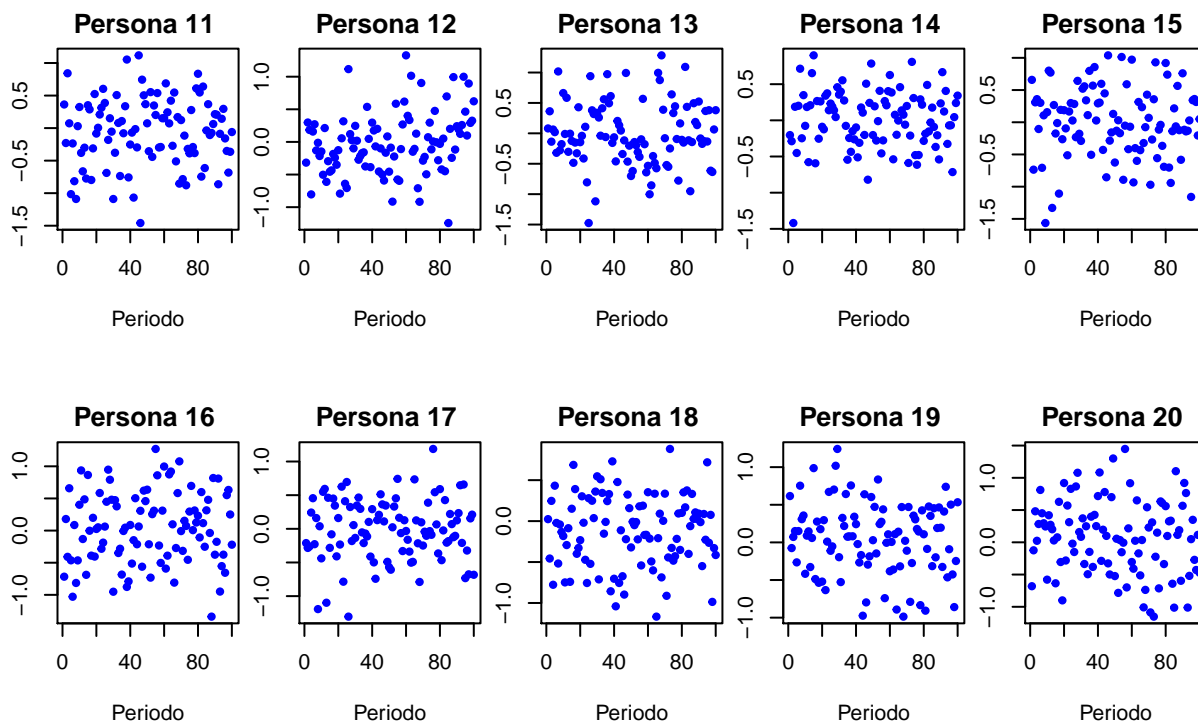 Persona 11 Persona 12 Persona 13 Persona 14 Persona 15
0.5 1.0 0.5 0.5 0.5
−0.5 0.0 −0.5 −0.5 −0.5
−1.5 −1.0 −1.5 −1.5 −1.5
0 40 80 0 40 80 0 40 80 0 40 80 0 40 80
Periodo Periodo Periodo Periodo Periodo
Persona 16 Persona 17 Persona 18 Persona 19 Persona 20
1.0 1.0 0.0 1.0 1.0
0.0 0.0 −1.0 0.0 0.0
−1.0 −1.0 −1.0 −1.0
0 40 80 0 40 80 0 40 80 0 40 80 0 40 80
Periodo Periodo Periodo Periodo Periodo